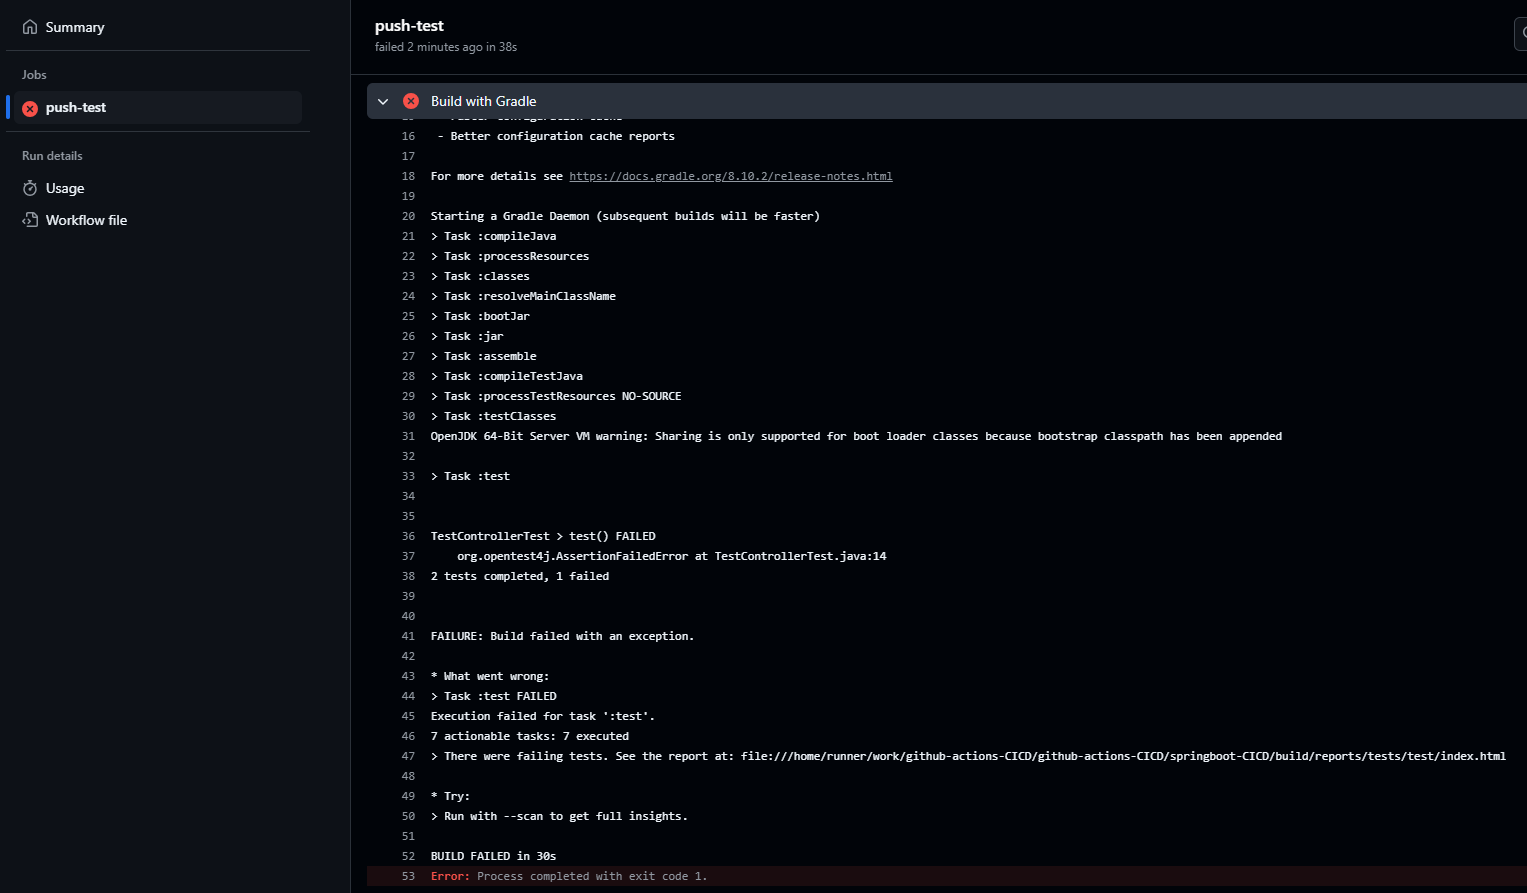 Summary
Jobs
push-test
Run details
Usage
Workflow file
push-test
failed 2 minutes ago in 38s
Build with Gradle
16 - Better configuration cache reports
17
18 For more details see https://docs.gradle.org/8.10.2/release-notes.html
19
20 Starting a Gradle Daemon (subsequent builds will be faster)
21 > Task :compileJava
22 > Task :processResources
23 > Task :classes
24 > Task :resolveMainClassName
25 > Task :bootJar
26 > Task :jar
27 > Task :assemble
28 > Task :compileTestJava
29 > Task :processTestResources NO-SOURCE
30 > Task :testClasses
31 OpenJDK 64-Bit Server VM warning: Sharing is only supported for boot loader classes because bootstrap classpath has been appended
32
33 > Task :test
34
35
36 TestControllerTest > test() FAILED
37 org.opentest4j.AssertionFailedError at TestControllerTest.java:14
38 2 tests completed, 1 failed
39
40
41 FAILURE: Build failed with an exception.
42
43 * What went wrong:
44 > Task :test FAILED
45 Execution failed for task ':test'.
46 7 actionable tasks: 7 executed
47 > There were failing tests. See the report at: file:///home/runner/work/github-actions-CICD/github-actions-CICD/springboot-CICD/build/reports/tests/test/index.html
48
49 * Try:
50 > Run with --scan to get full insights.
51
52 BUILD FAILED in 30s
53 Error: Process completed with exit code 1.